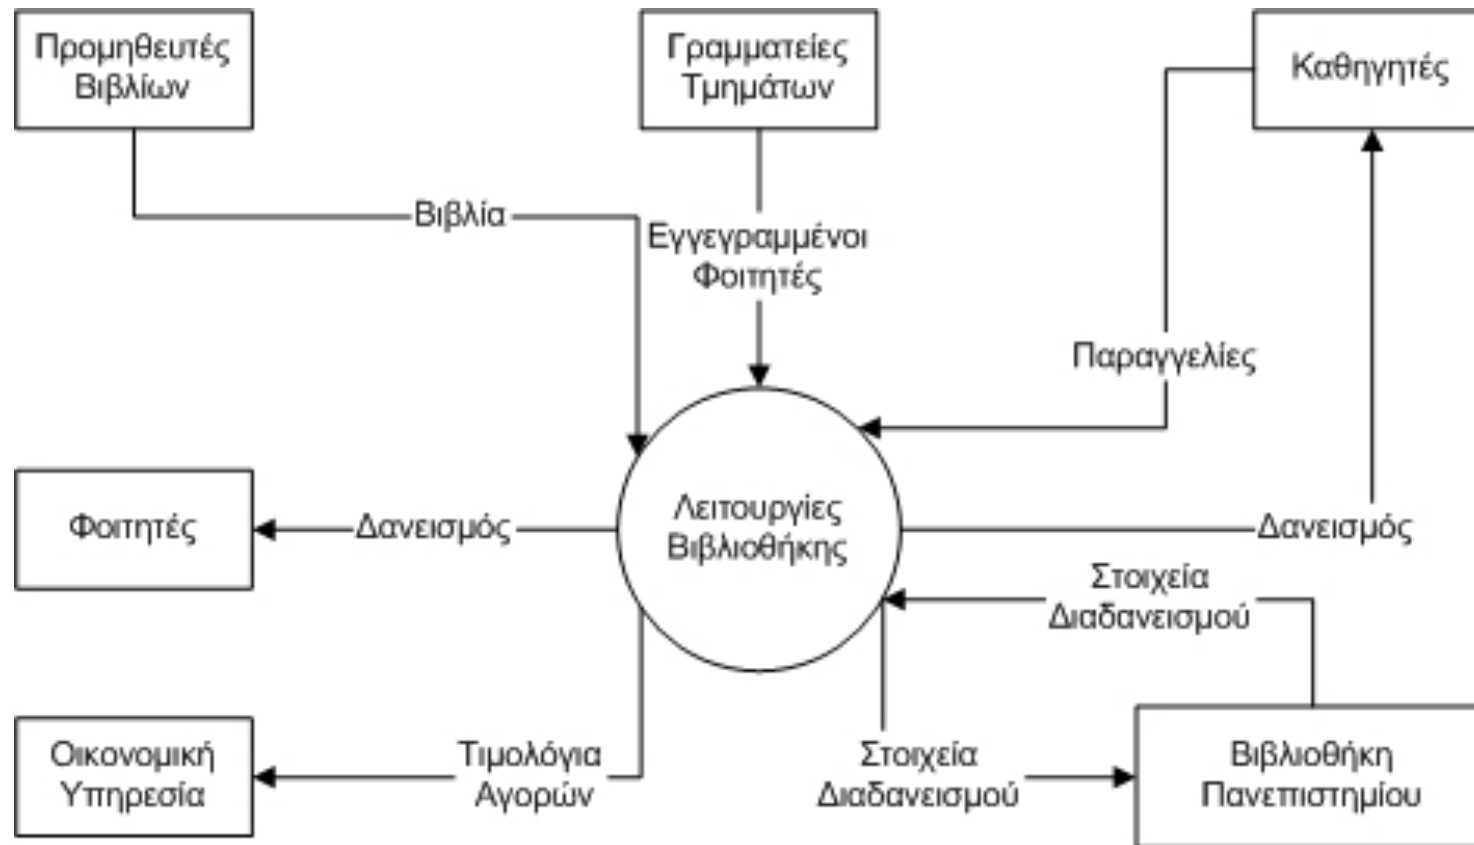 Προμηθευτές
Βιβλίων
Γραμματείες
Τμημάτων
Καθηγητές
Βιβλία
Εγγεγραμμένοι
Φοιτητές
Παραγγελίες
Φοιτητές
Δανεισμός
Λειτουργίες
Βιβλιοθήκης
Δανεισμός
Στοιχεία
Διαδανεισμού
Οικονομική
Υπηρεσία
Τιμολόγια
Αγορών
Στοιχεία
Διαδανεισμού
Βιβλιοθήκη
Πανεπιστημίου